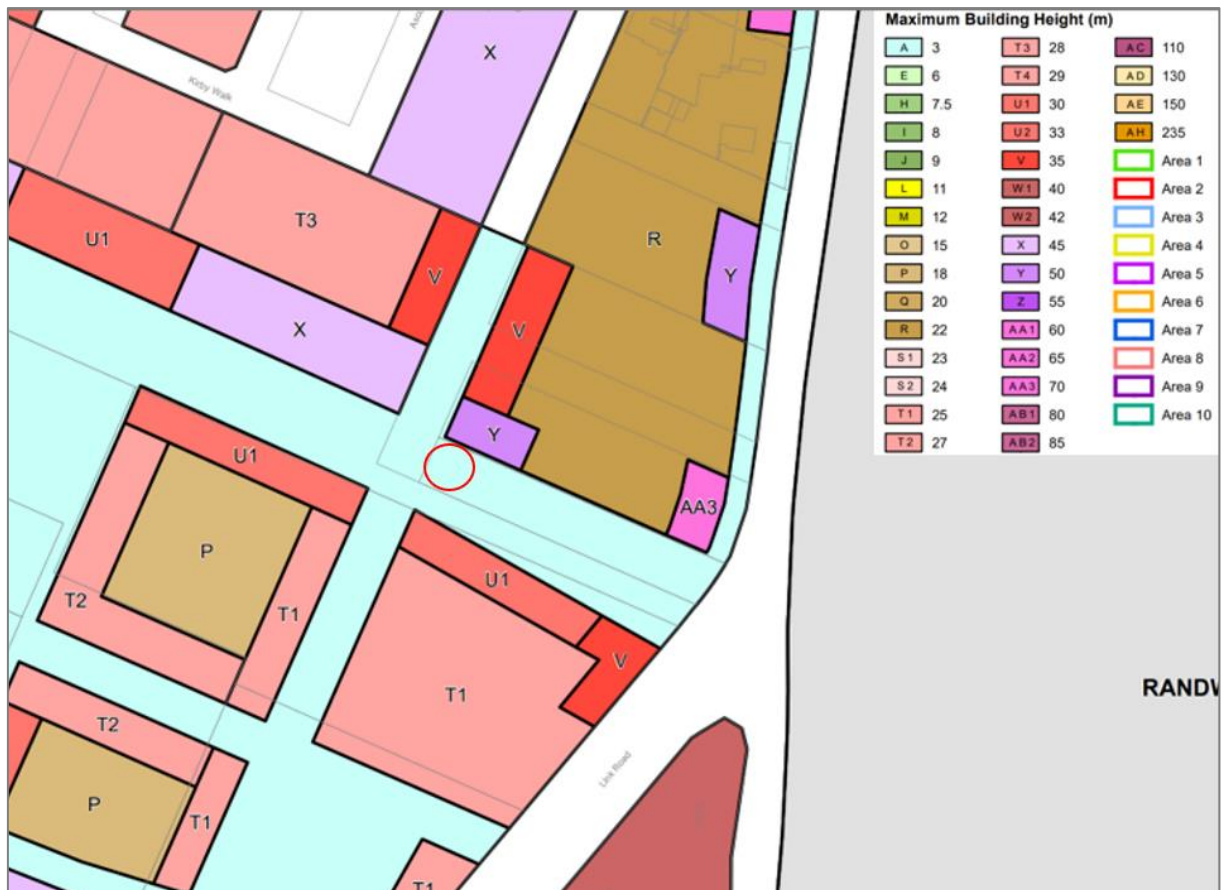 Maximum Building Height (m)
A 3
E 6
H 7.5
I 8
J 9
L 11
M 12
O 15
P 18
Q 20
R 22
S1 23
S2 24
T1 25
T2 27
T3 28
T4 29
U1 30
U2 33
V 35
W1 40
W2 42
X 45
Y 50
Z 55
AA1 60
AA2 65
AA3 70
AB1 80
AB2 85
AC 110
AD 130
AE 150
AH 235
Area 1
Area 2
Area 3
Area 4
Area 5
Area 6
Area 7
Area 8
Area 9
Area 10
X
Kirby Walk
T3
R
U1
V
Y
X
V
Y
U1
AA3
P
U1
T2
T1
V
T1
RANDW
T2
Link Road
P
T1
T1